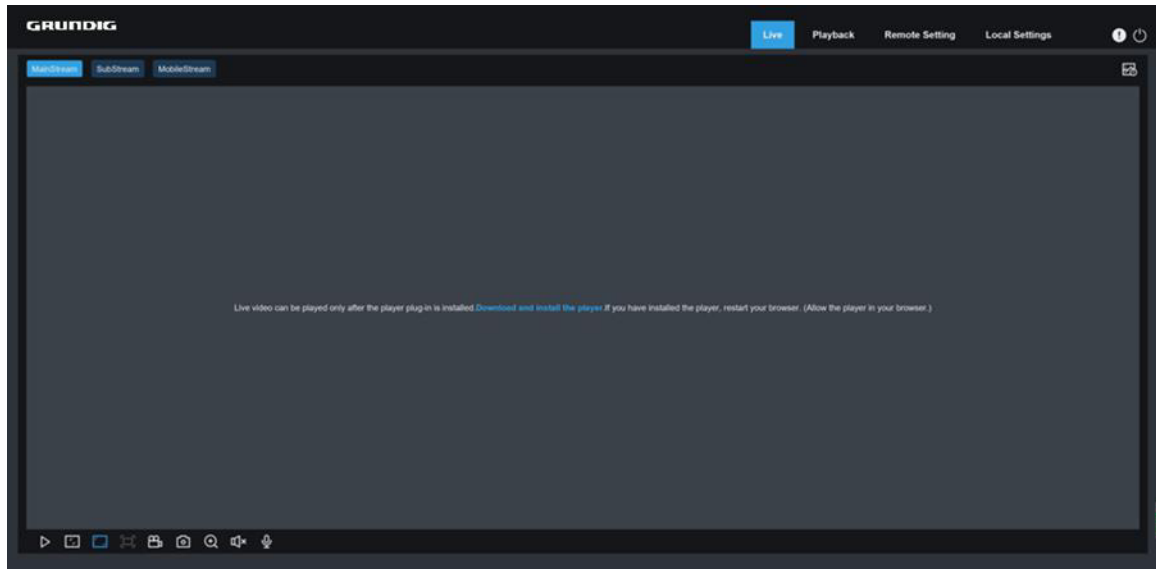 GRUNDIG
Live Playback Remote Setting Local Settings
MainStream SubStream MobileStream
Live video can be played only after the player plug-in is installed.Download and install the player.If you have installed the player, restart your browser. (Allow the player in your browser.)